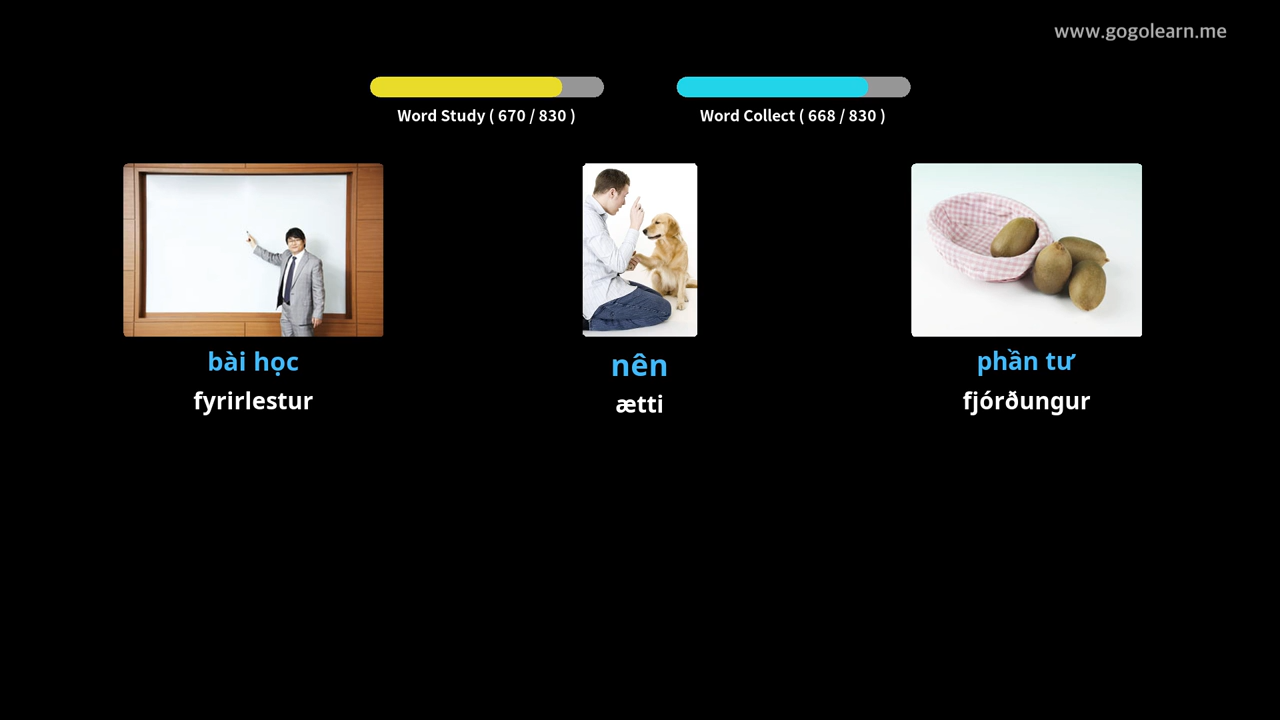 www.gogolearn.me
Word Study ( 670 / 830 )
Word Collect ( 668 / 830 )
bài học
fyrirlestur
nên
ætti
phần tư
fjórðungur